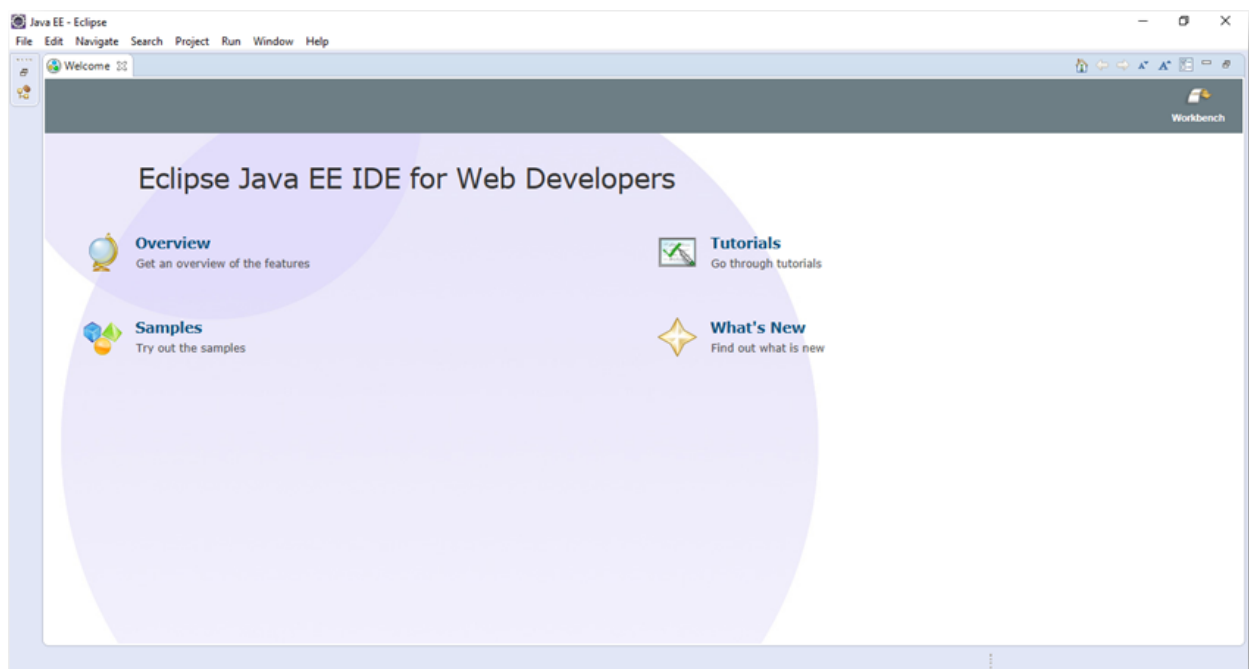 Java EE - Eclipse
File Edit Navigate Search Project Run Window Help
Welcome
Workbench
Eclipse Java EE IDE for Web Developers
Overview
Get an overview of the features
Tutorials
Go through tutorials
Samples
Try out the samples
What's New
Find out what is new